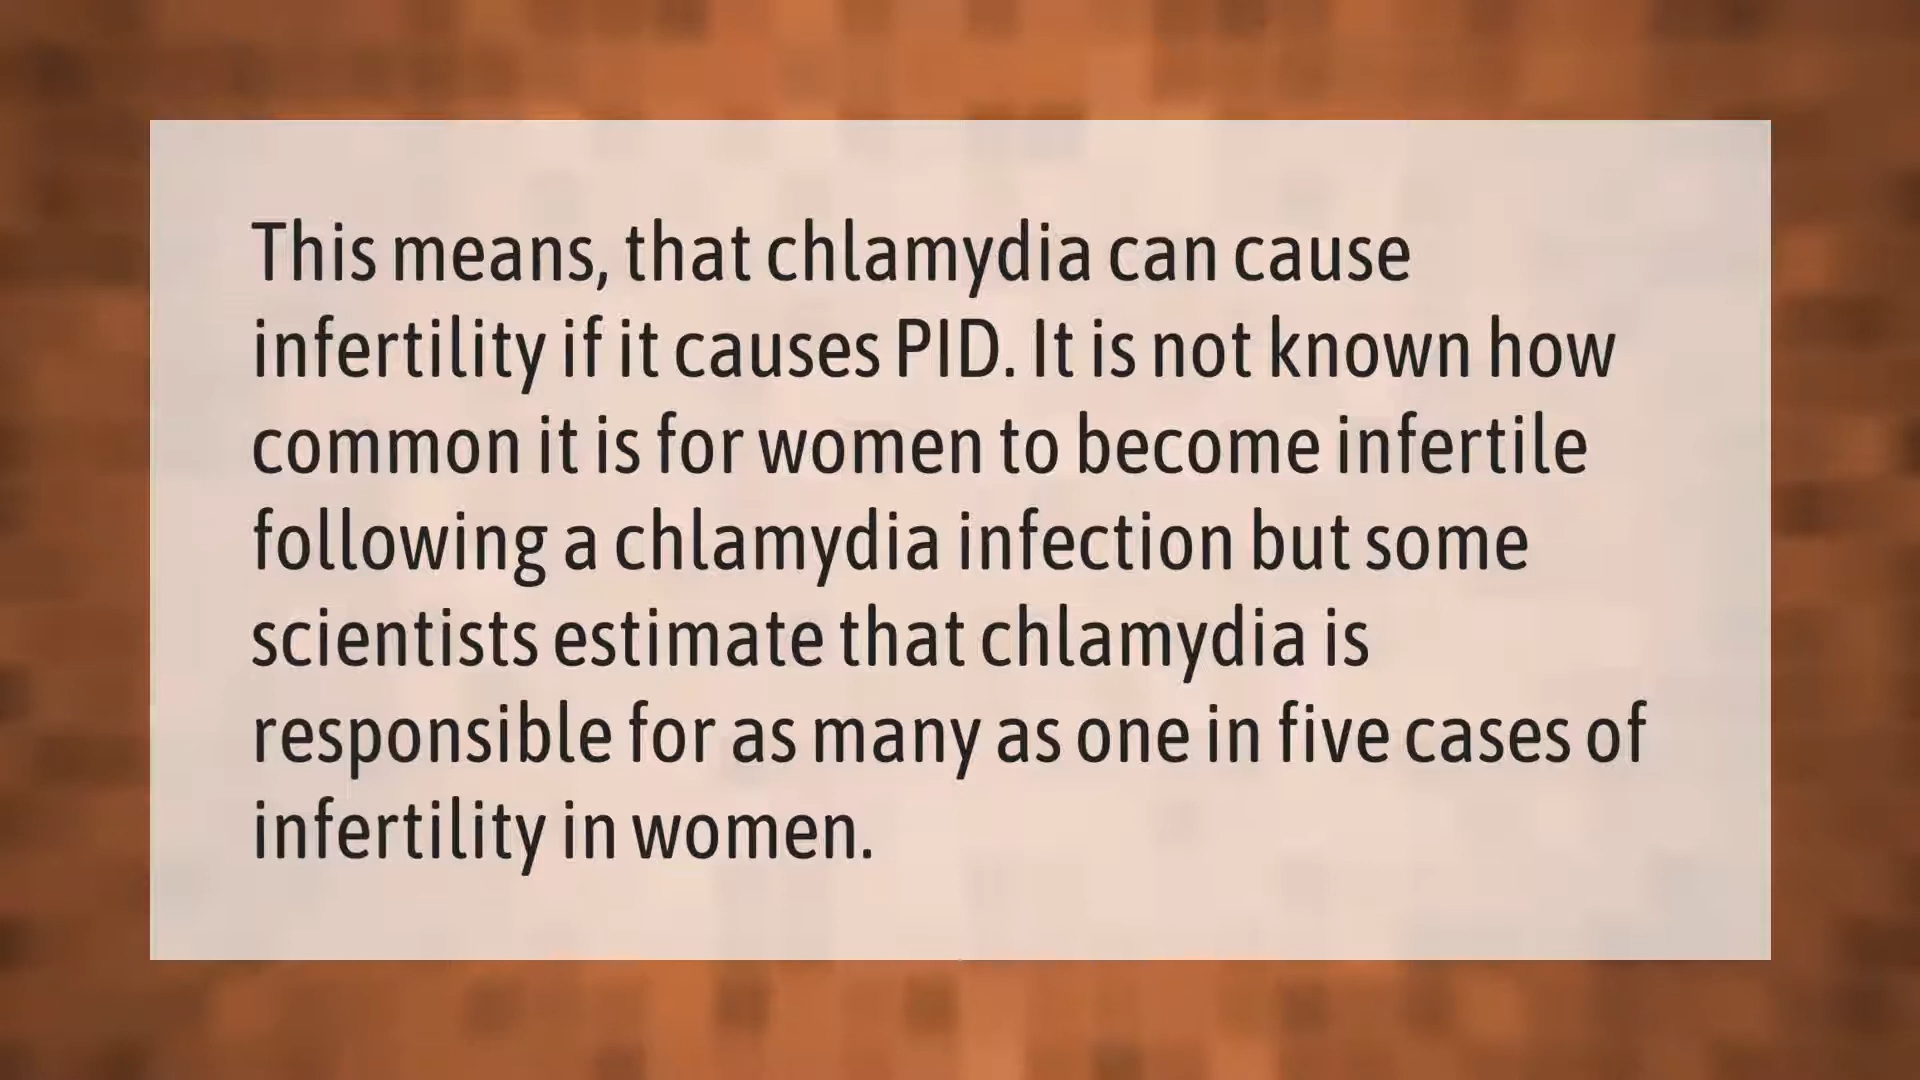 This means, that chlamydia can cause
infertility if it causes PID. It is not known how
common it is for women to become infertile
following a chlamydia infection but some
scientists estimate that chlamydia is
responsible for as many as one in five cases of
infertility in women.